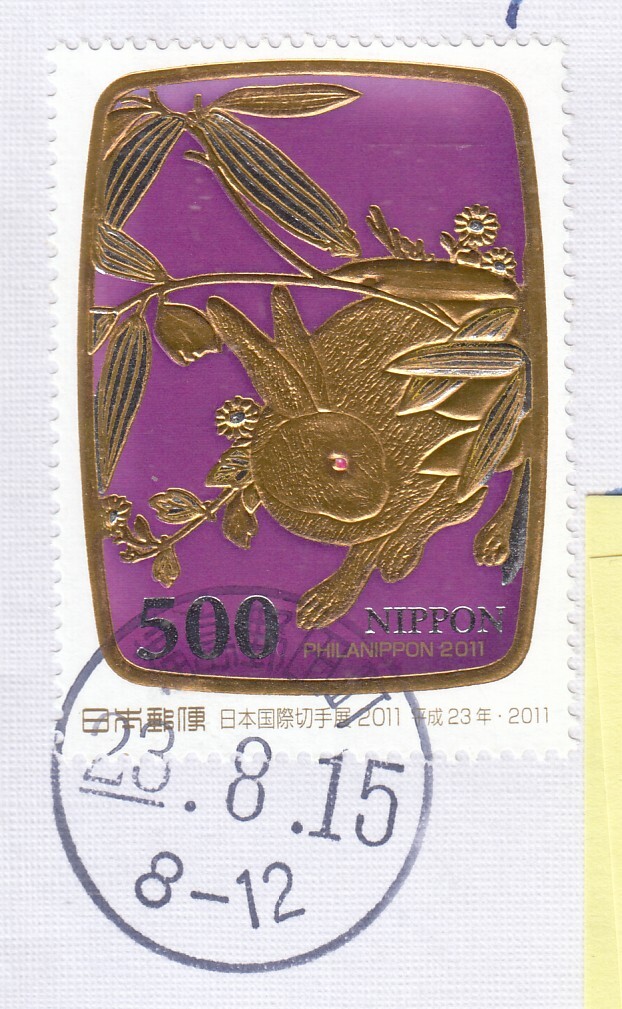 500 NIPPON
PHILANIPPON 2011
日本郵便 日本国際切手展 2011 平成23年・2011
23.8.15
8-12